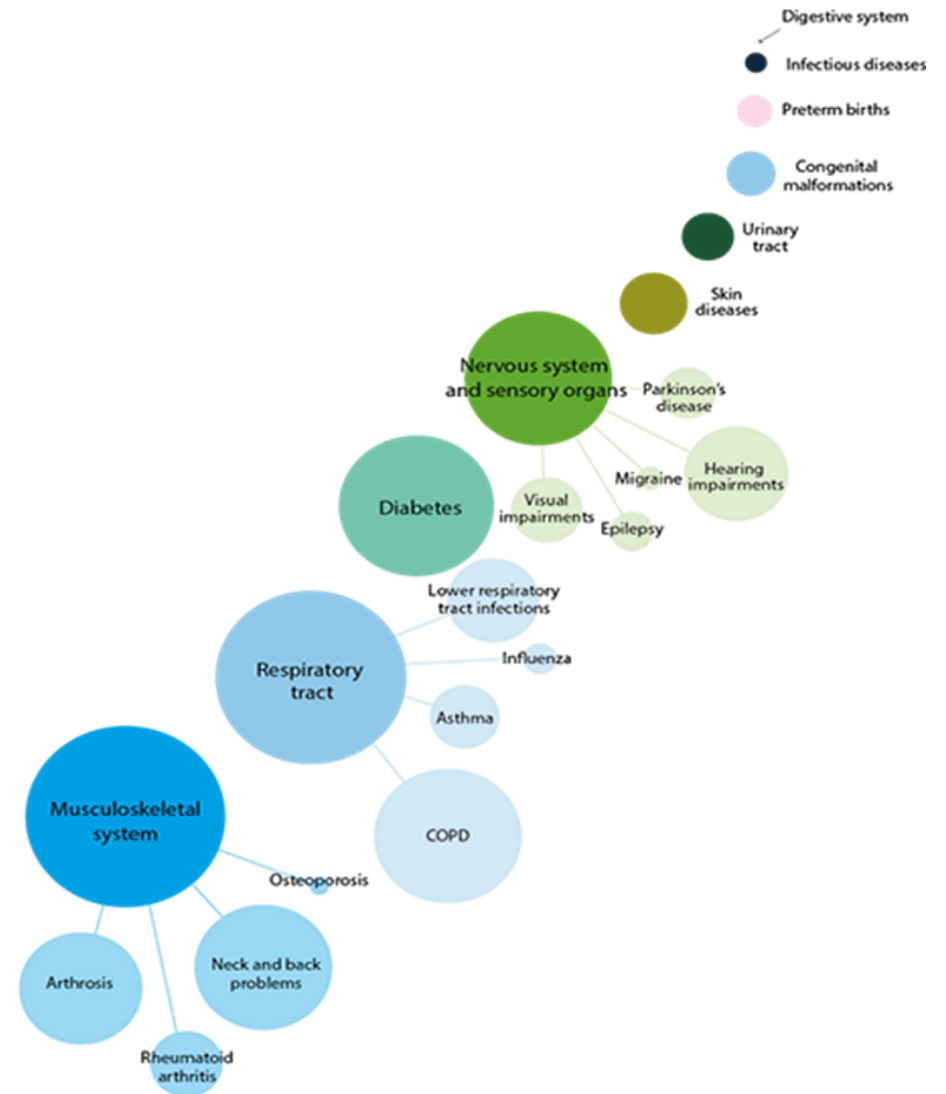 Digestive system
Infectious diseases
Preterm births
Congenital
malformations
Urinary
tract
Skin
diseases
Nervous system
and sensory organs
Parkinson's
disease
Hearing
impairments
Migraine
Visual
impairments
Epilepsy
Diabetes
Lower respiratory
tract infections
Influenza
Respiratory
tract
Asthma
COPD
Musculoskeletal
system
Osteoporosis
Neck and back
problems
Arthrosis
Rheumatoid
arthritis